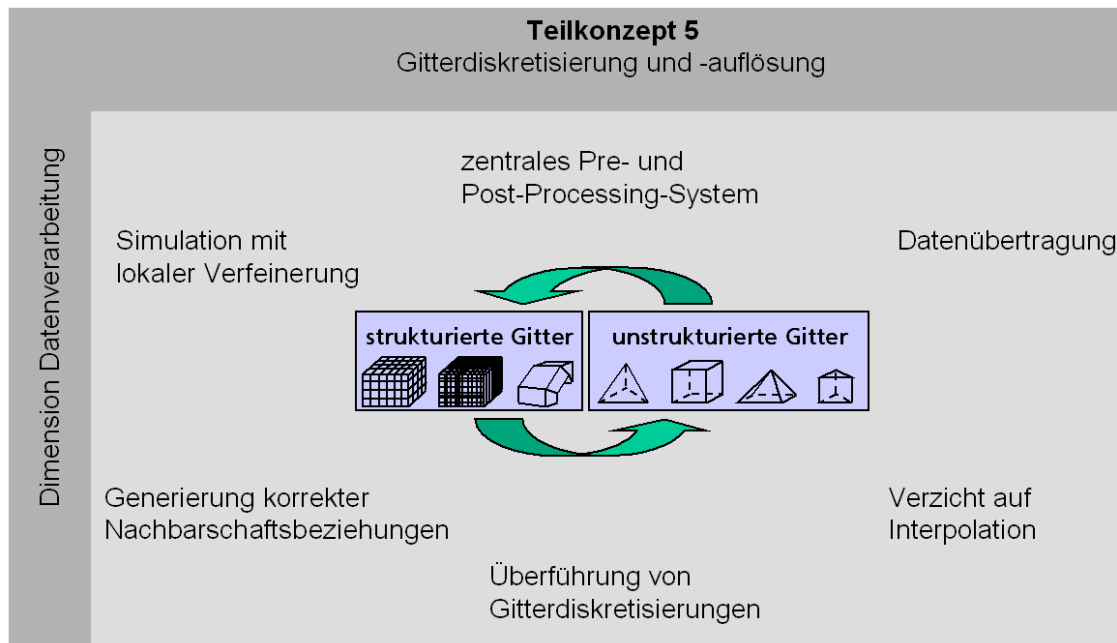 Teilkonzept 5
Gitterdiskretisierung und -auflösung
Dimension Datenverarbeitung
zentrales Pre- und
Post-Processing-System
Simulation mit
lokaler Verfeinerung
Datenübertragung
strukturierte Gitter
unstrukturierte Gitter
Generierung korrekter
Nachbarschaftsbeziehungen
Verzicht auf
Interpolation
Überführung von
Gitterdiskretisierungen